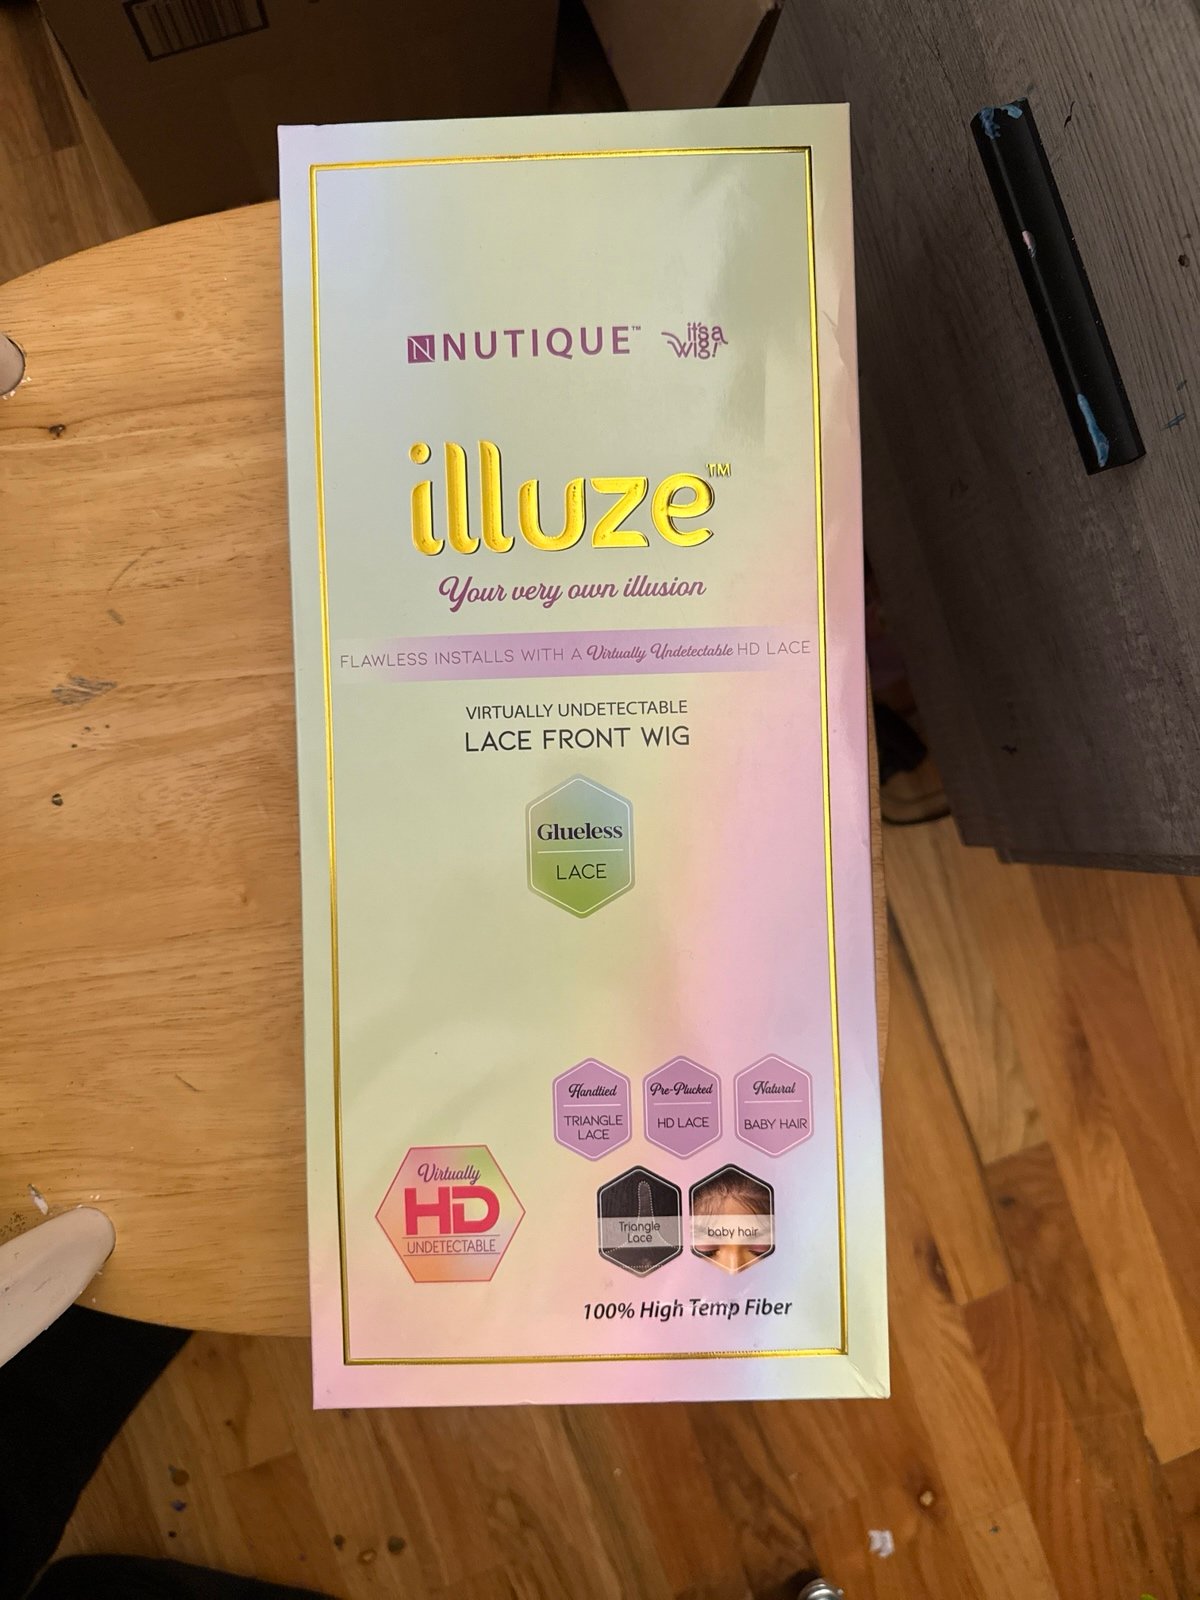 NUTIQUE™ it's a wig!
illuze™
Your very own illusion
FLAWLESS INSTALLS WITH A Virtually Undetectable HD LACE
VIRTUALLY UNDETECTABLE
LACE FRONT WIG
Glueless
LACE
Handtied
TRIANGLE
LACE
Pre-Plucked
HD LACE
Natural
BABY HAIR
Virtually
HD
UNDETECTABLE
Triangle
Lace
baby hair
100% High Temp Fiber